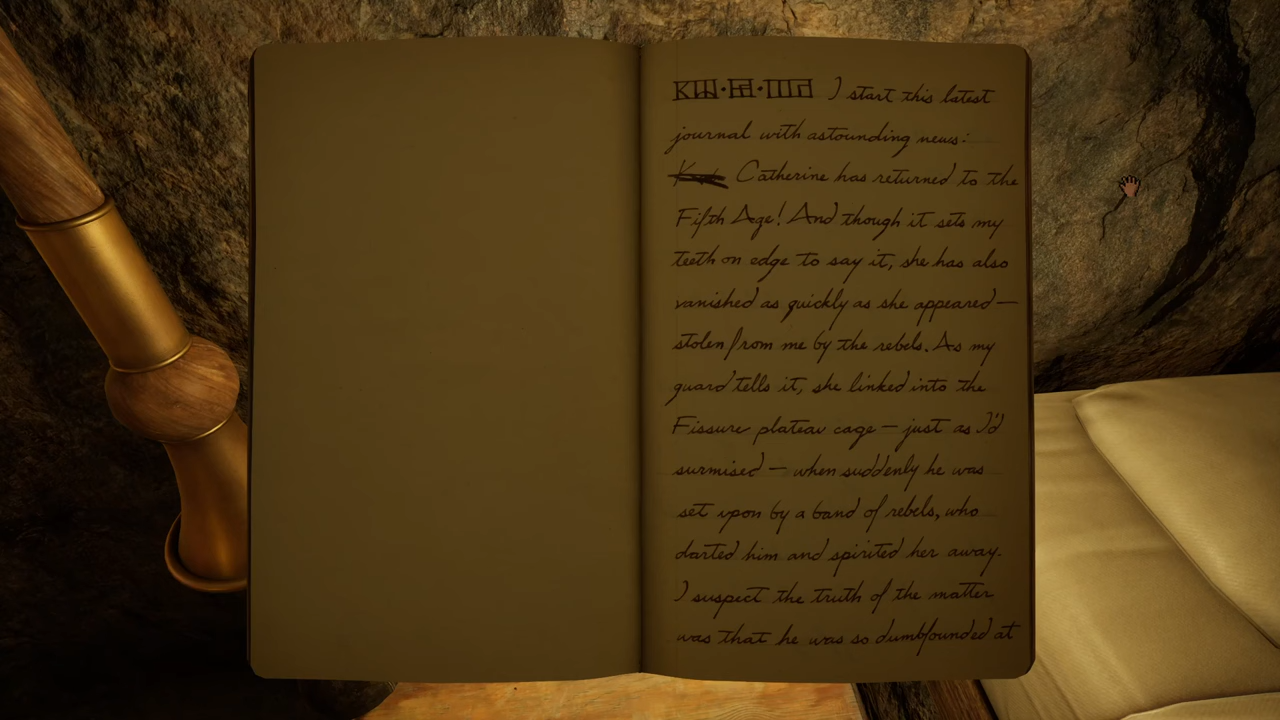 I start this latest
journal with astounding news:
Catherine has returned to the
Fifth Age! And though it sets my
teeth on edge to say it, she has also
vanished as quickly as she appeared—
stolen from me by the rebels. As my
guard tells it, she linked into the
Fissure plateau cage — just as I'd
surmised — when suddenly he was
set upon by a band of rebels, who
darted him and spirited her away.
I suspect the truth of the matter
was that he was so dumbfounded at